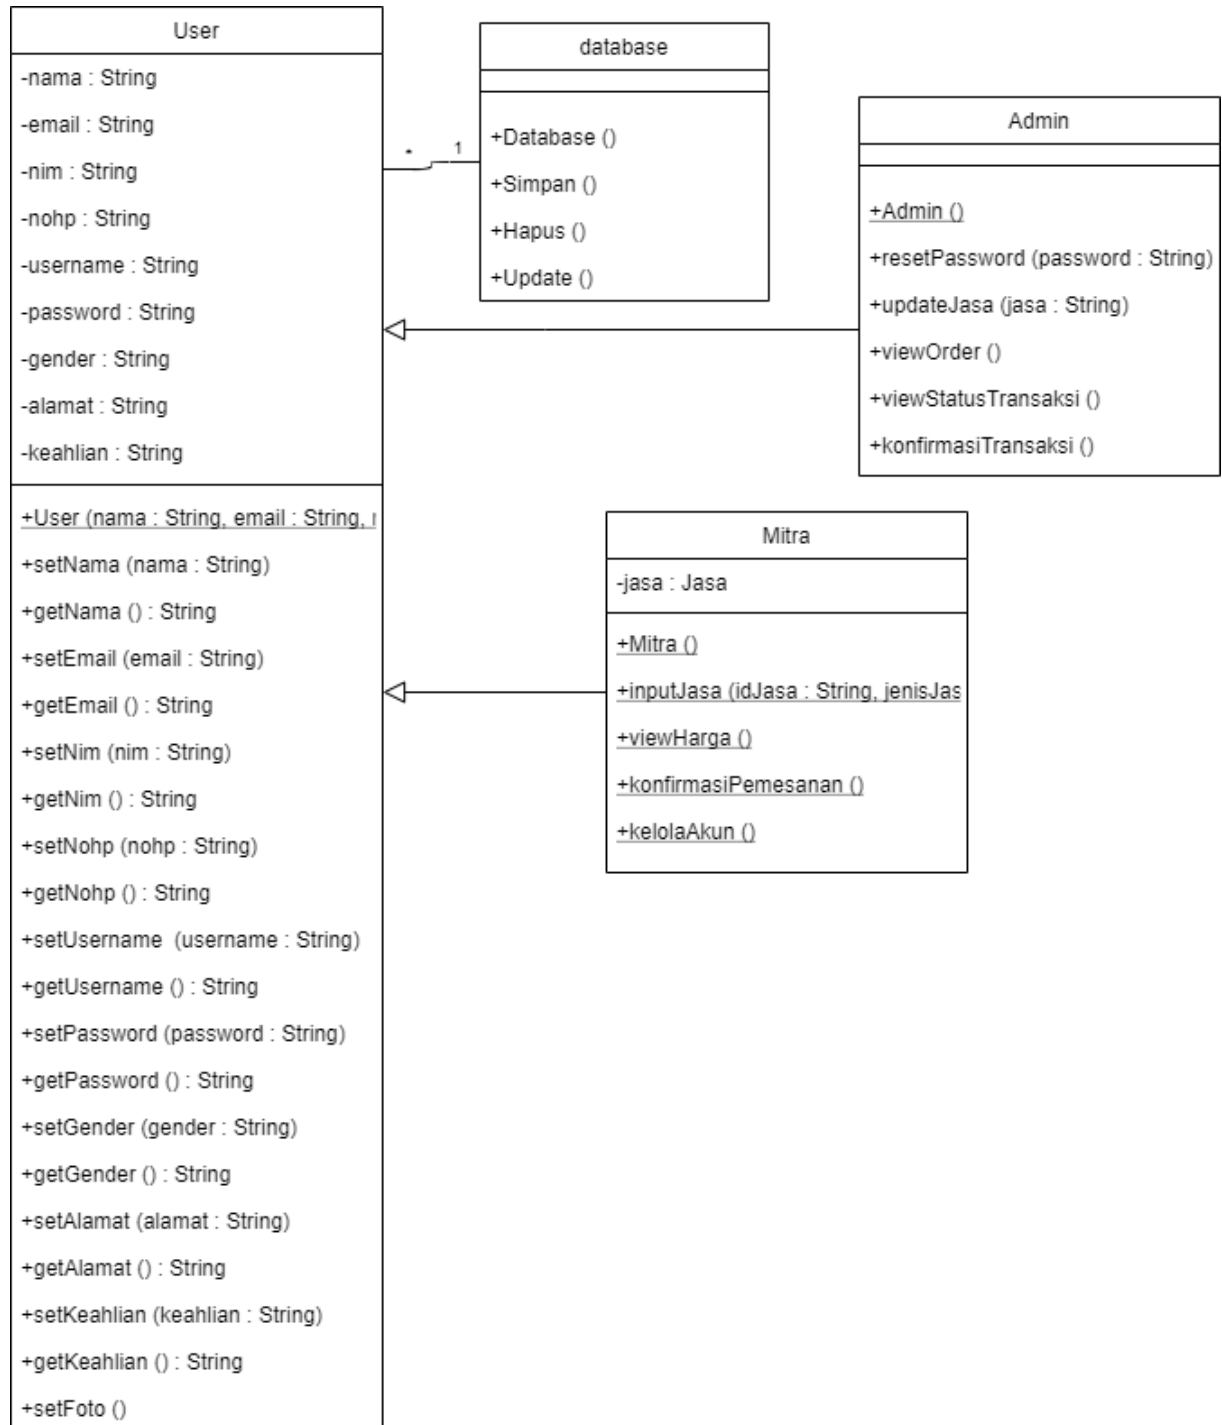 User
-nama : String
-email : String
-nim : String
-nohp : String
-username : String
-password : String
-gender : String
-alamat : String
-keahlian : String
+User (nama : String, email : String,
+setNama (nama : String)
+getNama () : String
+setEmail (email : String)
+getEmail () : String
+setNim (nim : String)
+getNim () : String
+setNohp (nohp : String)
+getNohp () : String
+setUsername (username : String)
+getUsername () : String
+setPassword (password : String)
+getPassword () : String
+setGender (gender : String)
+getGender () : String
+setAlamat (alamat : String)
+getAlamat () : String
+setKeahlian (keahlian : String)
+getKeahlian () : String
+setFoto ()
* 1
database
+Database ()
+Simpan ()
+Hapus ()
+Update ()
Admin
+Admin ()
+resetPassword (password : String)
+updateJasa (jasa : String)
+viewOrder ()
+viewStatusTransaksi ()
+konfirmasiTransaksi ()
Mitra
-jasa : Jasa
+Mitra ()
+inputJasa (idJasa : String, jenisJas
+viewHarga ()
+konfirmasiPemesanan ()
+kelolaAkun ()